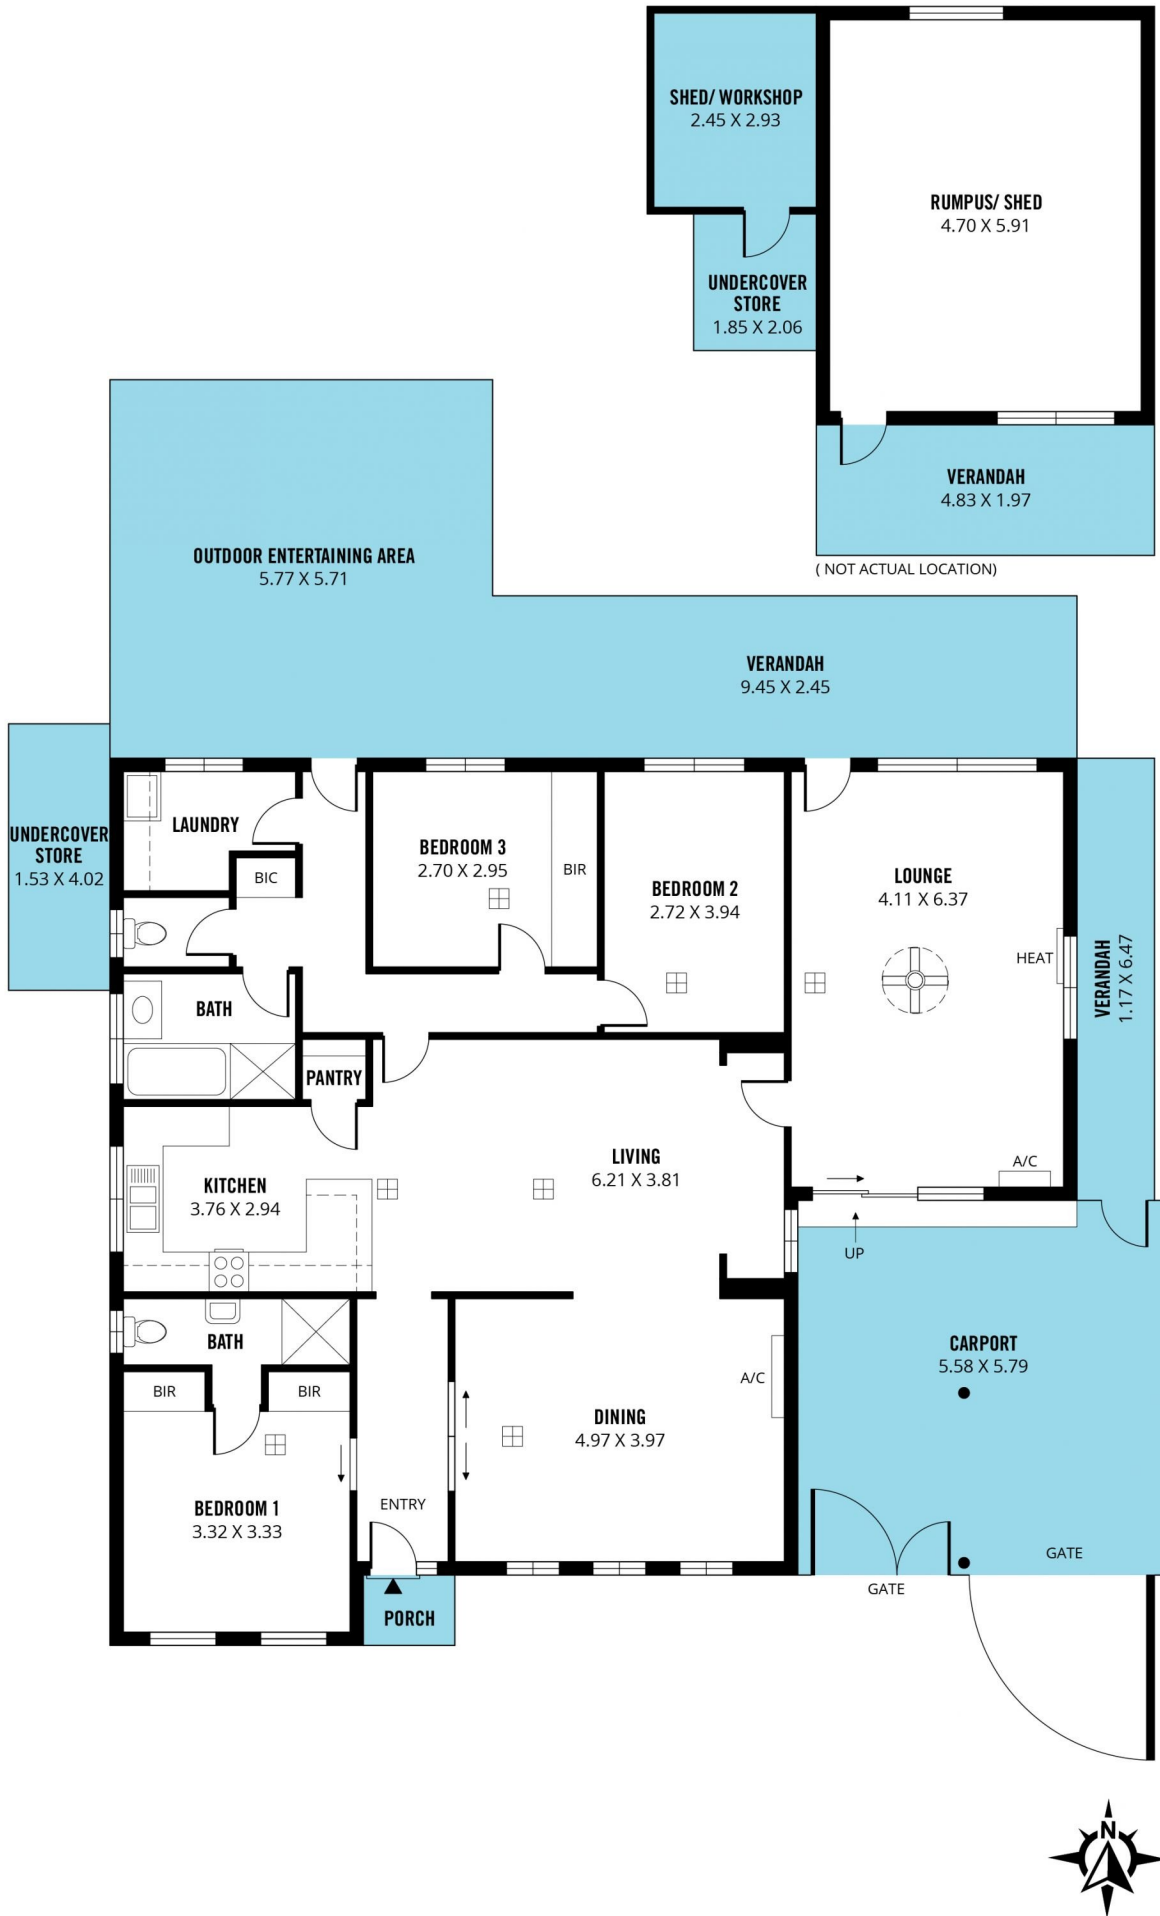 SHED/ WORKSHOP
2.45 X 2.93
RUMPUS/ SHED
4.70 X 5.91
UNDERCOVER
STORE
1.85 X 2.06
VERANDAH
4.83 X 1.97
( NOT ACTUAL LOCATION)
OUTDOOR ENTERTAINING AREA
5.77 X 5.71
VERANDAH
9.45 X 2.45
UNDERCOVER
STORE
1.53 X 4.02
LAUNDRY
BIC
BEDROOM 3
2.70 X 2.95
BIR
BEDROOM 2
2.72 X 3.94
LOUNGE
4.11 X 6.37
HEAT
VERANDAH
1.17 X 6.47
BATH
PANTRY
KITCHEN
3.76 X 2.94
LIVING
6.21 X 3.81
A/C
UP
BATH
BIR
BIR
BEDROOM 1
3.32 X 3.33
ENTRY
DINING
4.97 X 3.97
A/C
CARPORT
5.58 X 5.79
GATE
GATE
PORCH
N